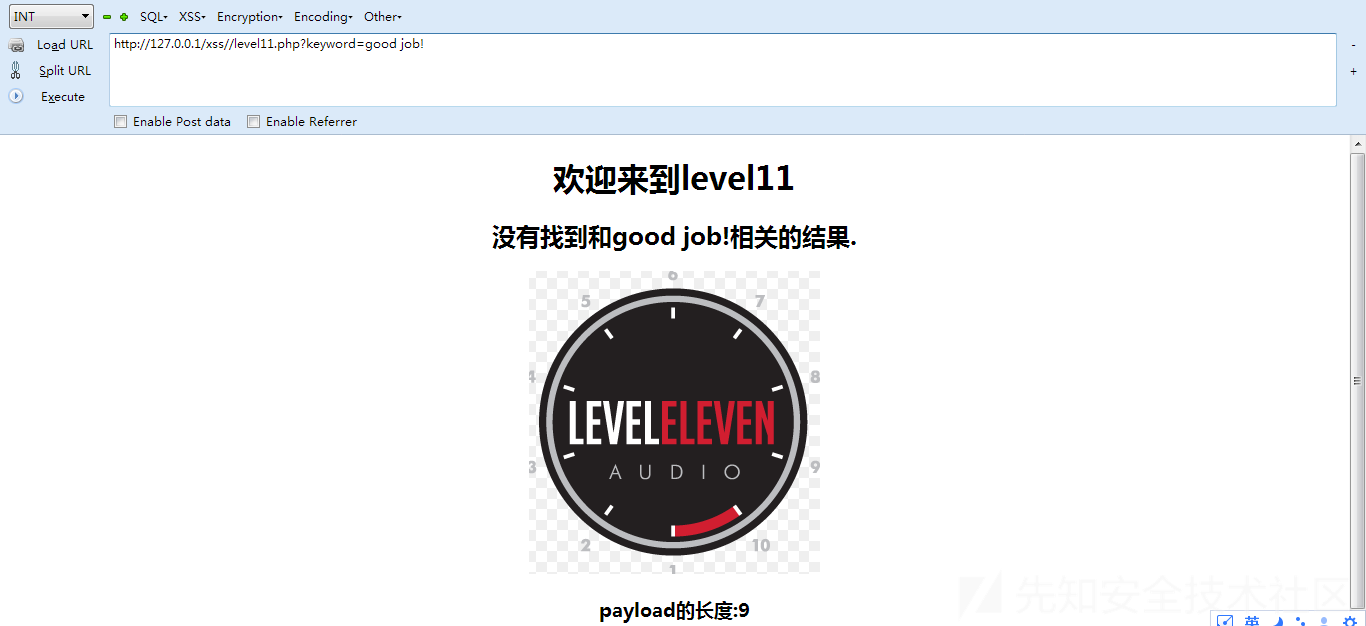 INT SQL▾ XSS▾ Encryption▾ Encoding▾ Other▾
Load URL
http://127.0.0.1/xss//level11.php?keyword=good job!
Split URL
Execute
Enable Post data Enable Referrer
欢迎来到level11
没有找到和good job!相关的结果.
6
5 7
4 8
LEVELELEVEN
3 9
AUDIO
2 10
1
payload的长度:9
先知安全技术社区
英